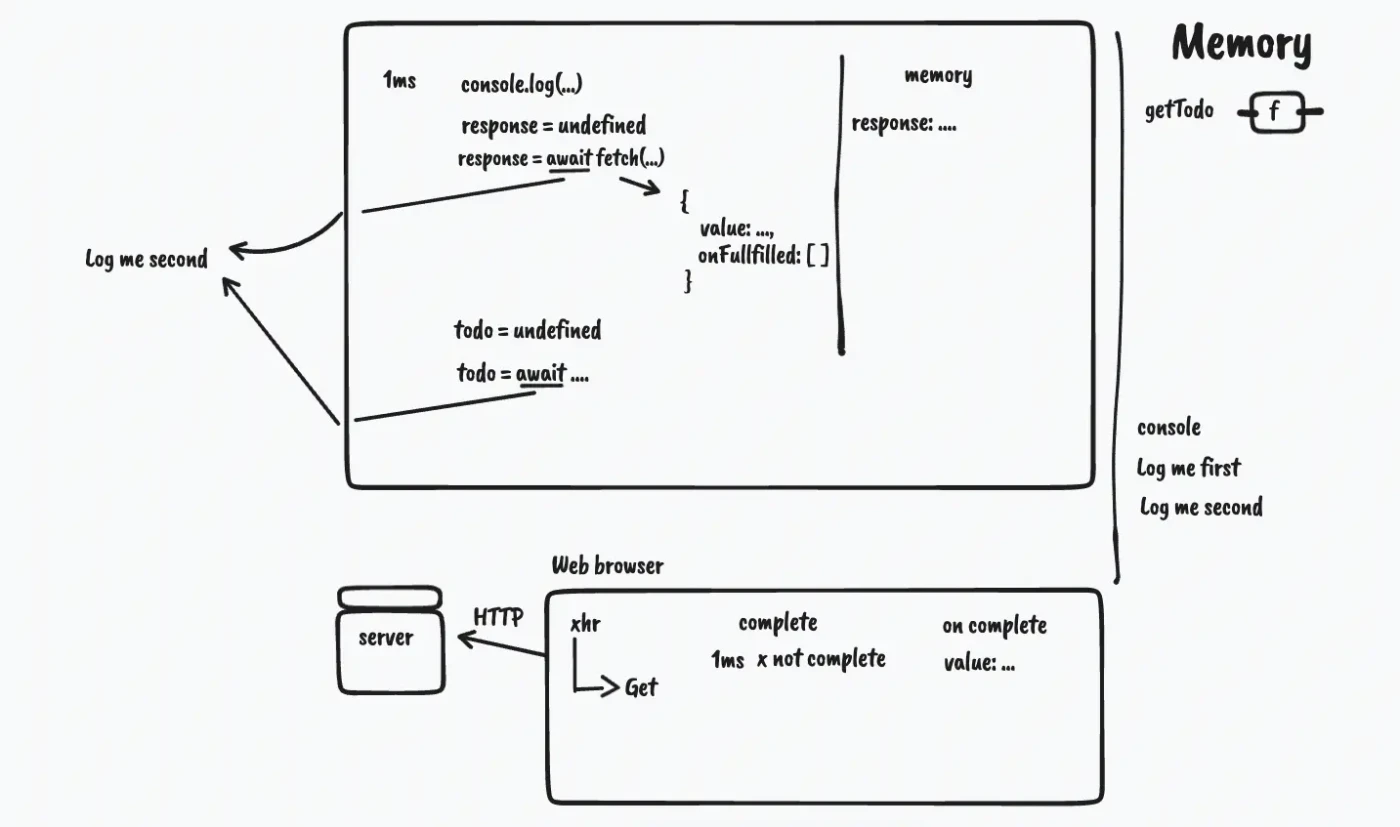 Memory
getTodo f
1ms console.log(...)
response = undefined
response = await fetch(...)
{
value: ...,
onFullfilled: [ ]
}
memory
response: ....
Log me second
todo = undefined
todo = await ....
console
Log me first
Log me second
Web browser
server
HTTP
xhr
Get
complete
1ms x not complete
on complete
value: ...